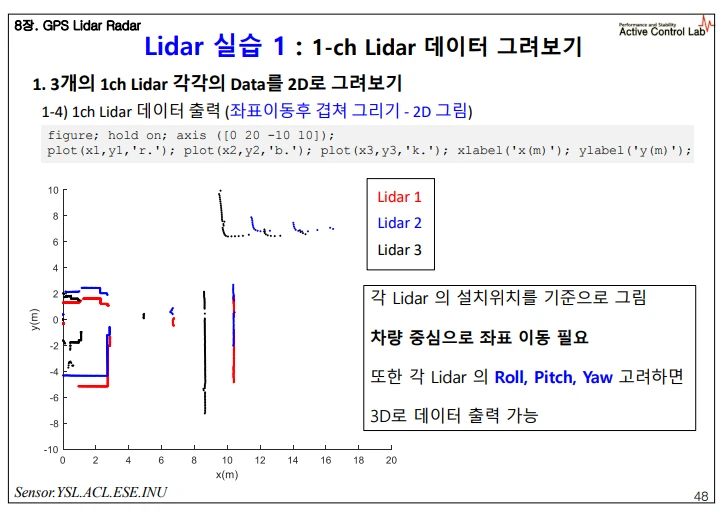 8장. GPS Lidar Radar
Performance and Stability
Active Control Lab
Lidar 실습 1 : 1-ch Lidar 데이터 그려보기
1. 3개의 1ch Lidar 각각의 Data를 2D로 그려보기
1-4) 1ch Lidar 데이터 출력 (좌표이동후 겹쳐 그리기 - 2D 그림)
figure; hold on; axis ([0 20 -10 10]);
plot(x1,y1,'r.'); plot(x2,y2,'b.'); plot(x3,y3,'k.'); xlabel('x(m)'); ylabel('y(m)');
10
8
6
4
2
0
-2
-4
-6
-8
-10
y(m)
0 2 4 6 8 10 12 14 16 18 20
x(m)
Lidar 1
Lidar 2
Lidar 3
각 Lidar 의 설치위치를 기준으로 그림
차량 중심으로 좌표 이동 필요
또한 각 Lidar 의 Roll, Pitch, Yaw 고려하면
3D로 데이터 출력 가능
Sensor.YSL.ACL.ESE.INU
48